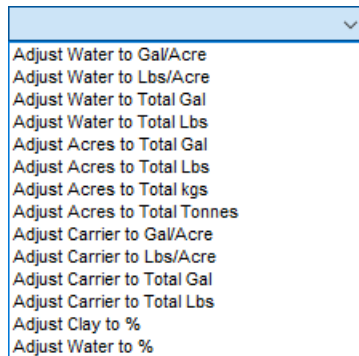 Adjust Water to Gal/Acre
Adjust Water to Lbs/Acre
Adjust Water to Total Gal
Adjust Water to Total Lbs
Adjust Acres to Total Gal
Adjust Acres to Total Lbs
Adjust Acres to Total kgs
Adjust Acres to Total Tonnes
Adjust Carrier to Gal/Acre
Adjust Carrier to Lbs/Acre
Adjust Carrier to Total Gal
Adjust Carrier to Total Lbs
Adjust Clay to %
Adjust Water to %